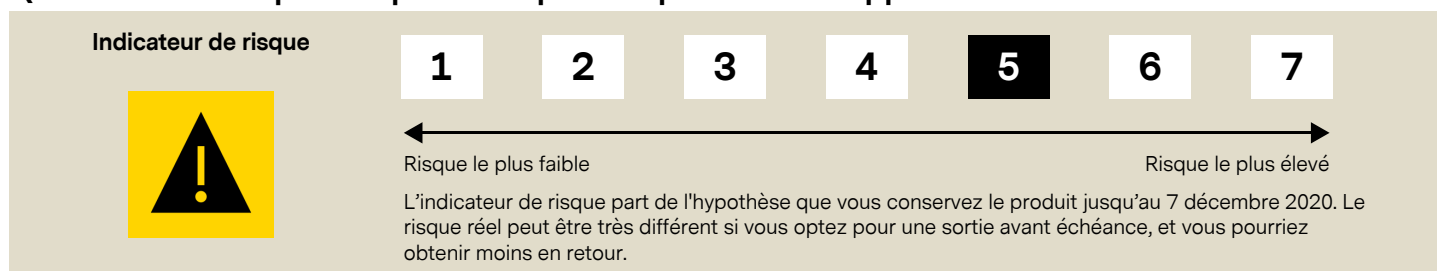 Indicateur de risque
1 2 3 4 5 6 7
Risque le plus faible Risque le plus élevé
L'indicateur de risque part de l'hypothèse que vous conservez le produit jusqu'au 7 décembre 2020. Le
risque réel peut être très différent si vous optez pour une sortie avant échéance, et vous pourriez
obtenir moins en retour.